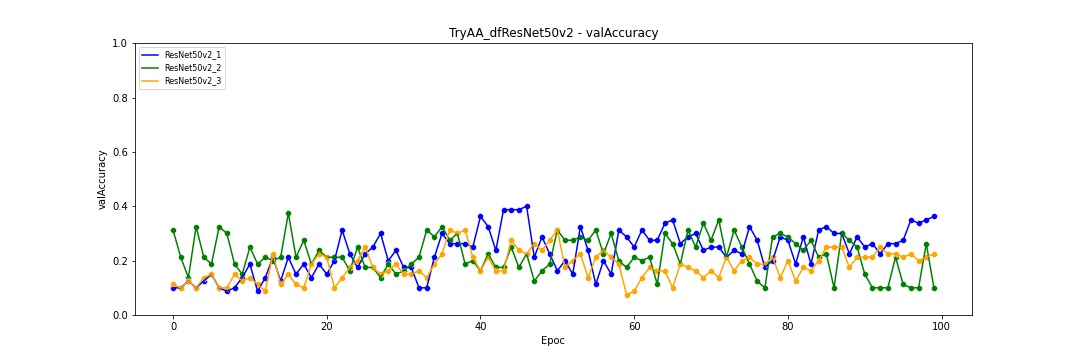 TryAA_dfResNet50v2 - valAccuracy
ResNet50v2_1
ResNet50v2_2
ResNet50v2_3
valAccuracy
1.0
0.8
0.6
0.4
0.2
0.0
0 20 40 60 80 100
Epoc